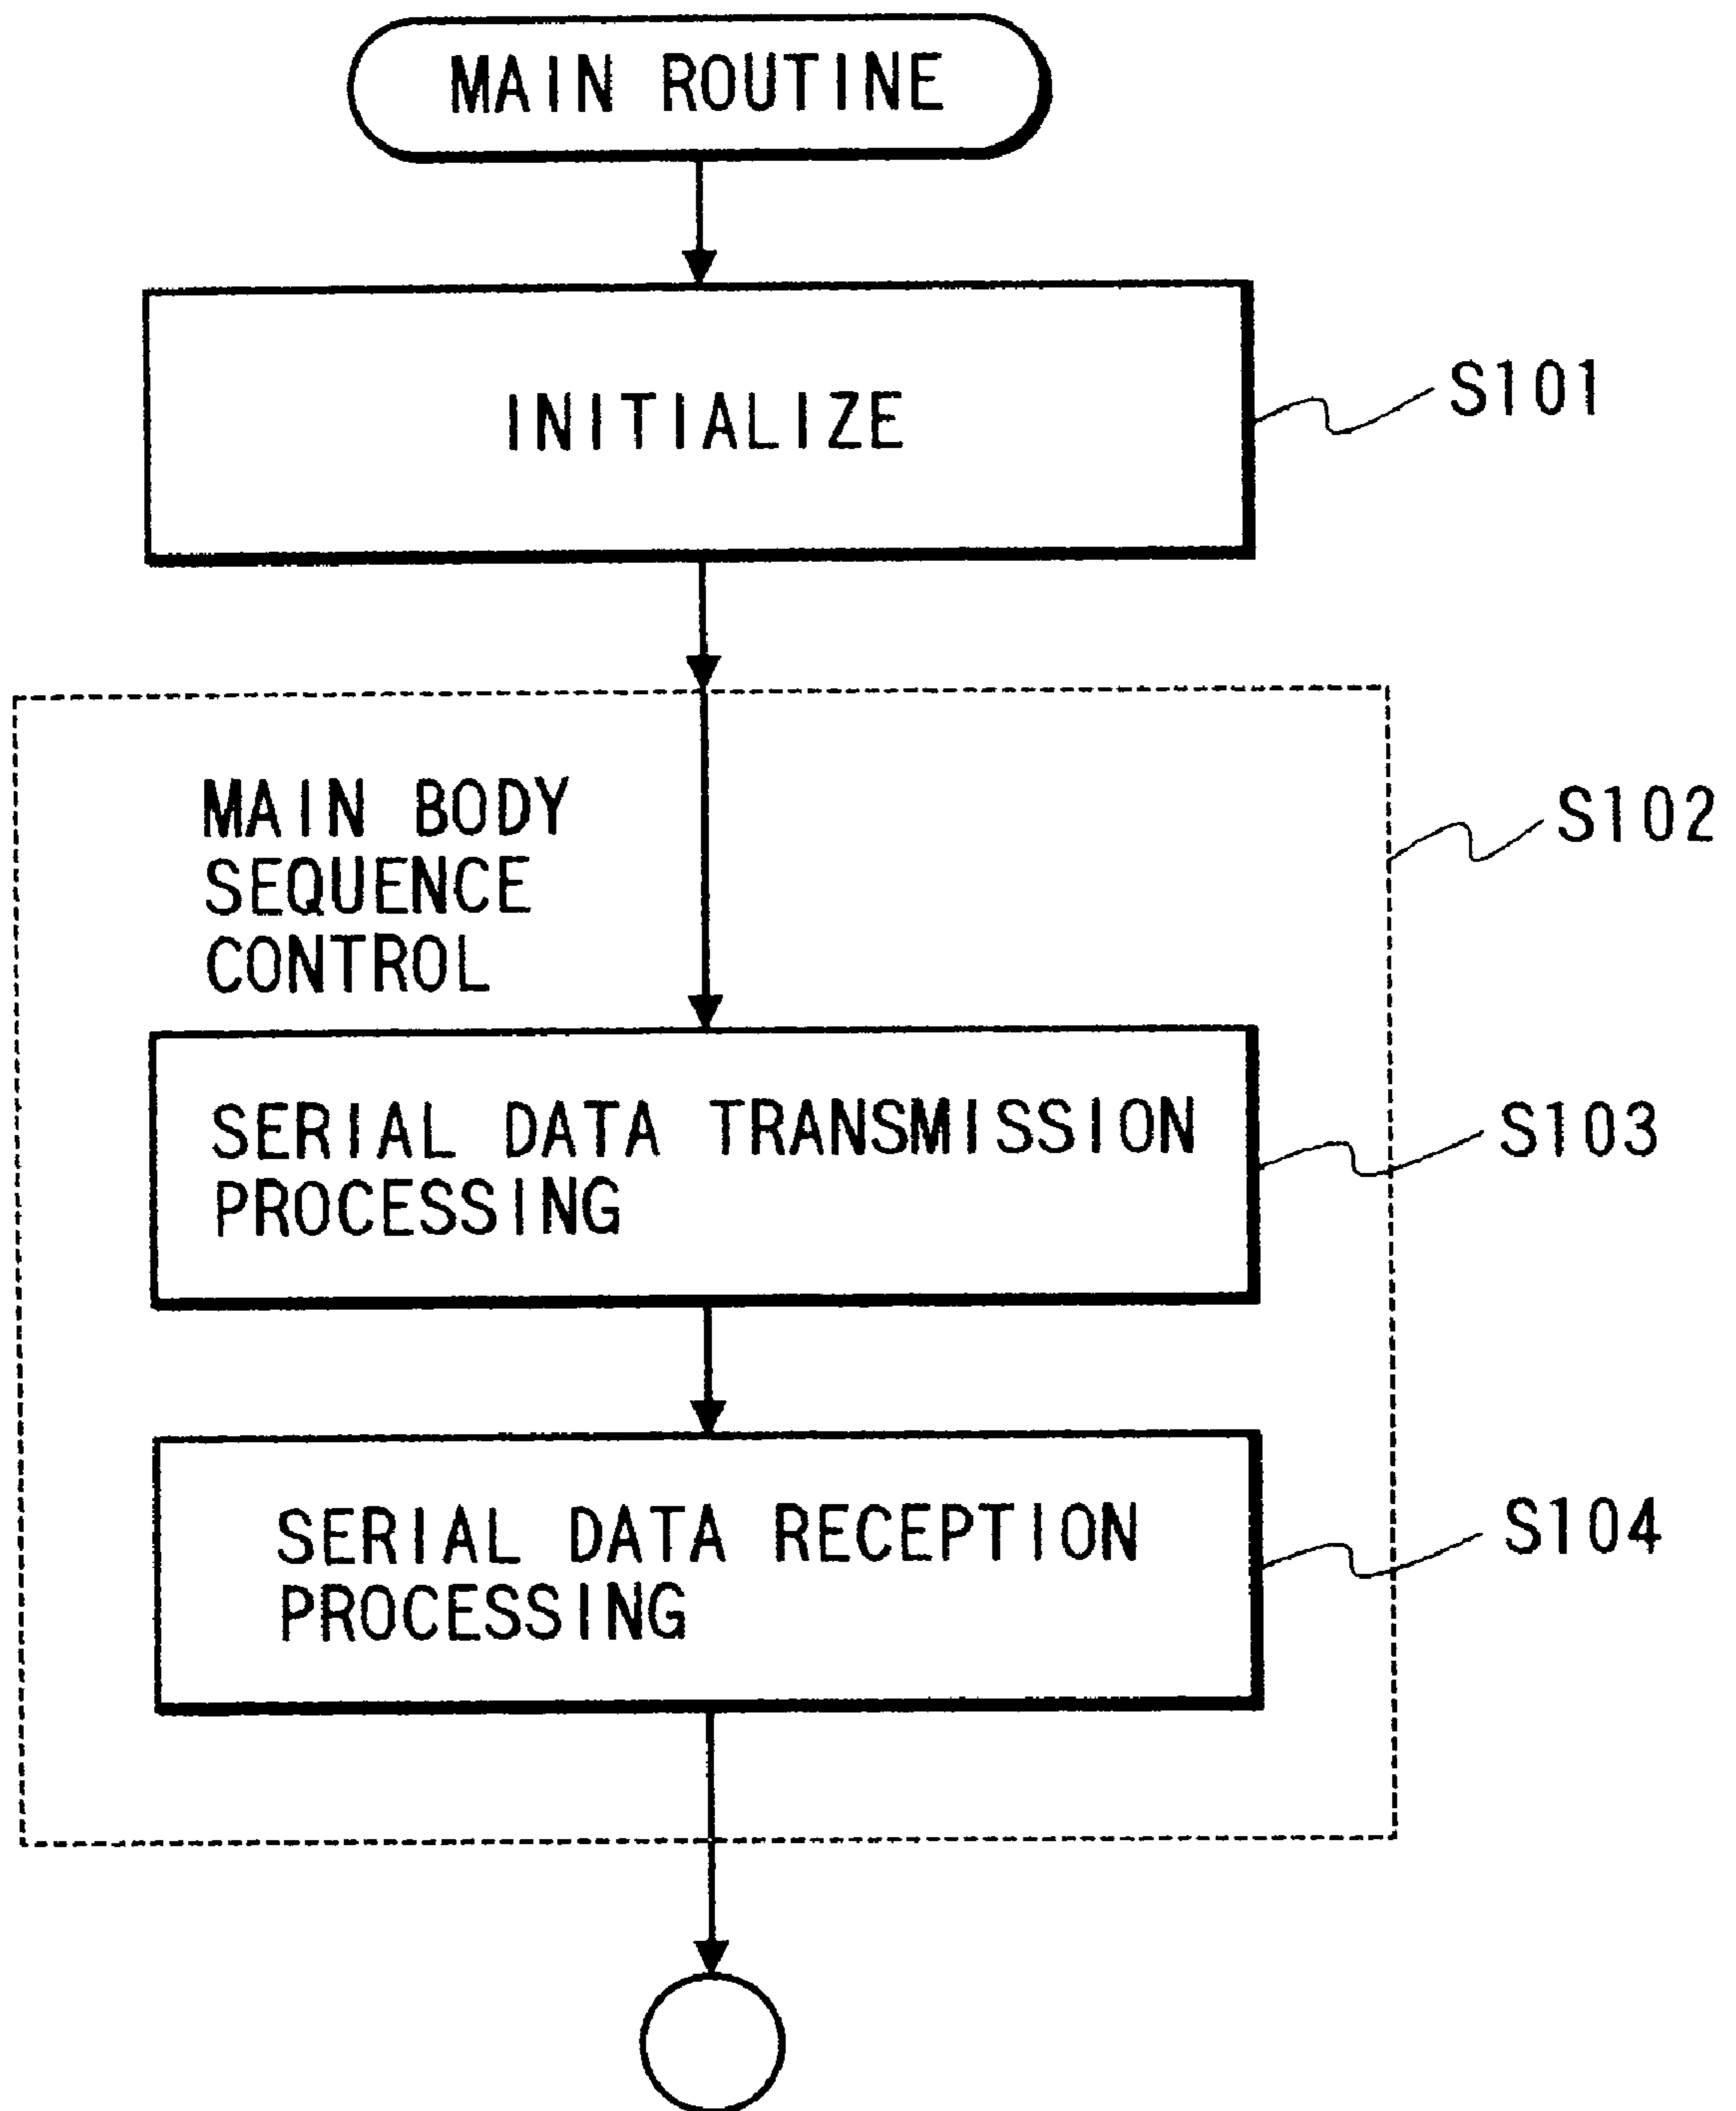 MAIN ROUTINE
INITIALIZE
S101
MAIN BODY
SEQUENCE
CONTROL
S102
SERIAL DATA TRANSMISSION
PROCESSING
S103
SERIAL DATA RECEPTION
PROCESSING
S104